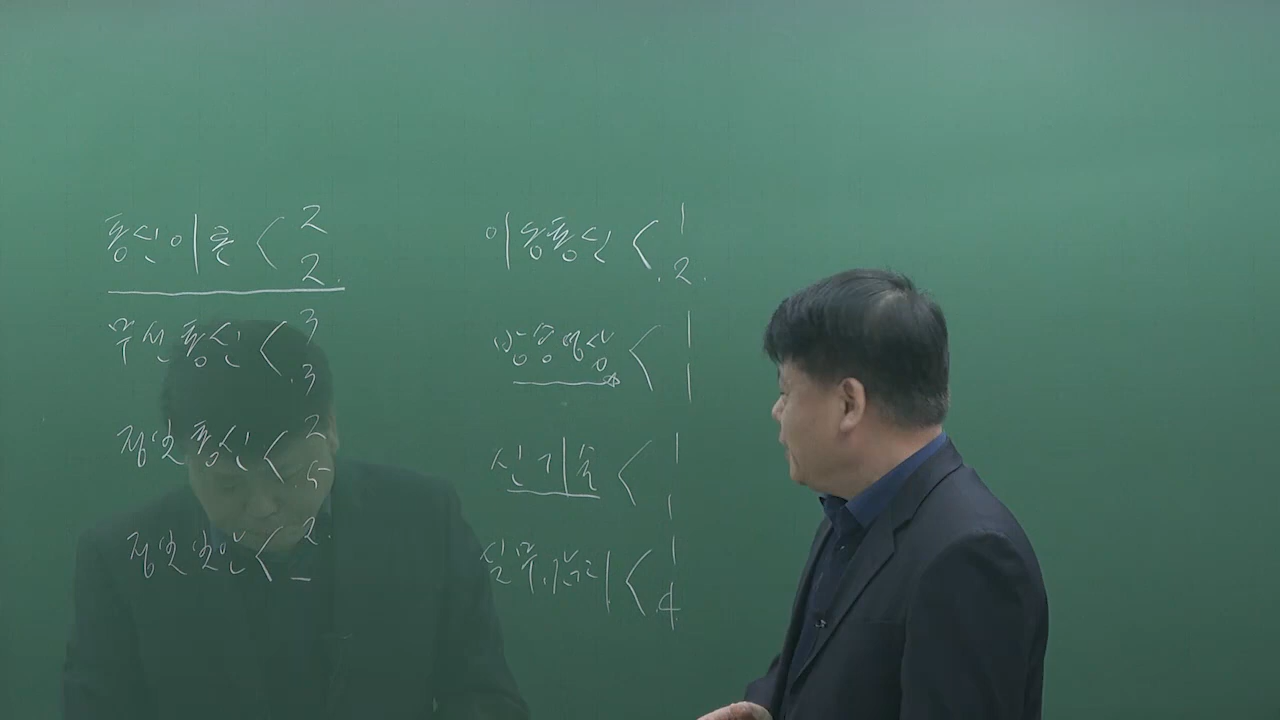 통신이론 < 2
2.
무선통신 < 3
.3
정보통신 < 2
.5
정보보안 < 2.
-
이동통신 < 1
.2.
방송영상 < 1
1
신기술 < 1
1
실무,감리 < 1
.4